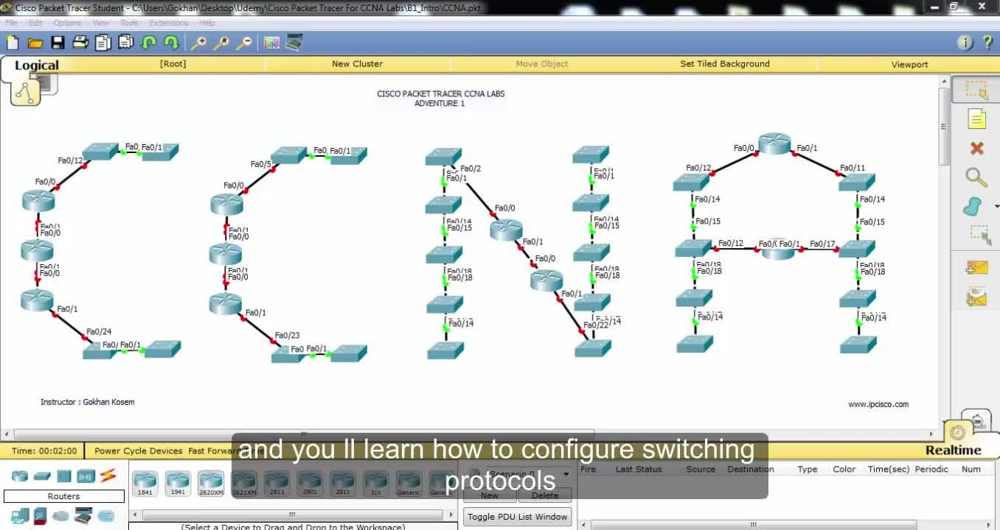 Cisco Packet Tracer Student - C:\Users\Gokhan\Desktop\Udemy\Cisco Packet Tracer For CCNA Labs\B1_Intro\CCNA.pkt
File Edit Options View Tools Extensions Help
Logical [Root] New Cluster Move Object Set Tiled Background Viewport
CISCO PACKET TRACER CCNA LABS
ADVENTURE 1
Fa0/12 Fa0 Fa0/1
Fa0/0
Fa0/1
Fa0/0
Fa0/1
Fa0/0
Fa0/1
Fa0/24
Fa0/ Fa0/1
Fa0/5 Fa0 Fa0/1
Fa0/0
Fa0/1
Fa0/0
Fa0/1
Fa0/0
Fa0/1
Fa0/23
Fa0 Fa0/1
Fa0/2
Fa0/1
Fa0/0
Fa0/14
Fa0/15
Fa0/1
Fa0/0
Fa0/18
Fa0/18
Fa0/1
Fa0/14
Fa0/22
Fa0/1
Fa0/1
Fa0/14
Fa0/15
Fa0/18
Fa0/18
Fa0/0 Fa0/1
Fa0/12 Fa0/11
Fa0/14 Fa0/14
Fa0/15 Fa0/15
Fa0/12 Fa0/ Fa0/1 Fa0/17
Fa0/18 Fa0/18
Fa0/18 Fa0/18
Fa0/14 Fa0/14
Instructor : Gokhan Kosem
www.ipcisco.com
Time: 00:02:00 Power Cycle Devices Fast Forward
Realtime
and you ll learn how to configure switching
protocols
Routers
1841 1941 2620XM 2621XM 2811 2901 2911 819 Generic
Scenario 0
New Delete
Toggle PDU List Window
Fire Last Status Source Destination Type Color Time(sec) Periodic Num
(Select a Device to Drag and Drop to the Workspace)